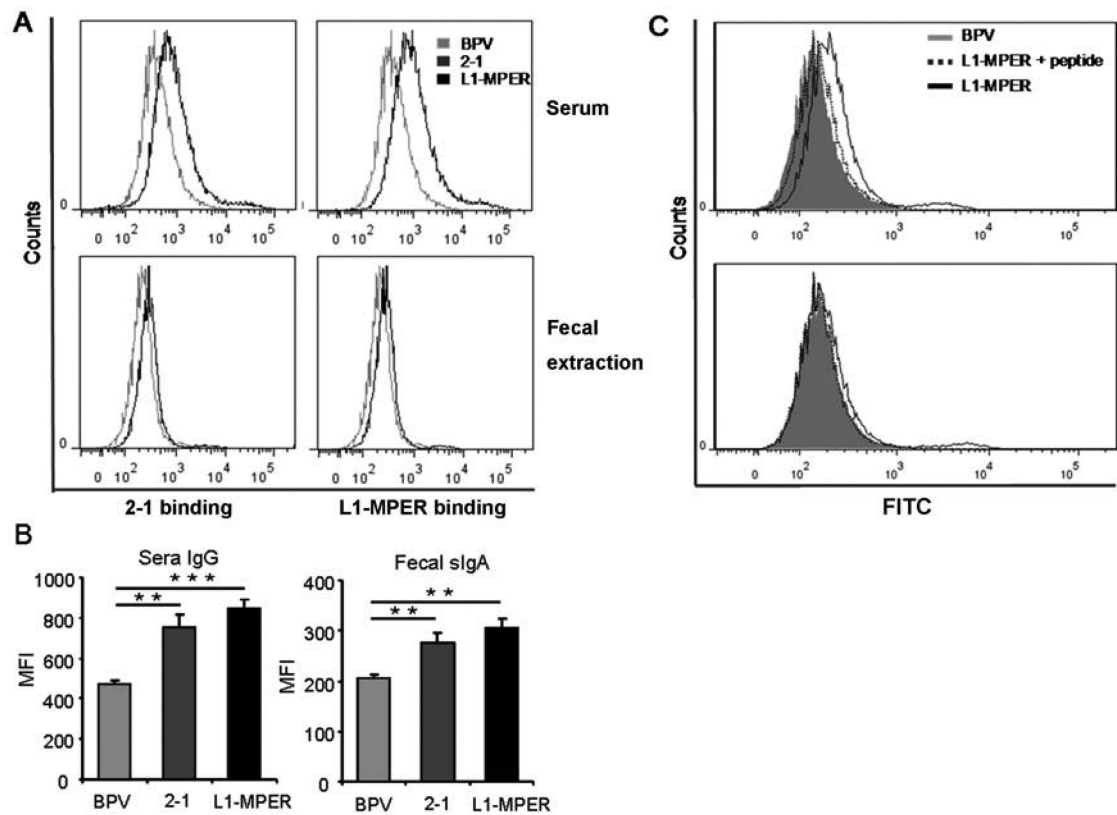 A
BPV
2-1
L1-MPER
Serum
0
0 10² 10³ 10⁴ 10⁵
0 10² 10³ 10⁴ 10⁵
Counts
Fecal
extraction
0
0 10² 10³ 10⁴ 10⁵
0 10² 10³ 10⁴ 10⁵
2-1 binding
L1-MPER binding
C
BPV
L1-MPER + peptide
L1-MPER
0
0 10² 10³ 10⁴ 10⁵
Counts
0
0 10² 10³ 10⁴ 10⁵
FITC
B
Sera IgG
1000
800
600
400
200
0
MFI
* * *
* *
BPV 2-1 L1-MPER
Fecal sIgA
400
300
200
100
0
MFI
* *
* *
BPV 2-1 L1-MPER